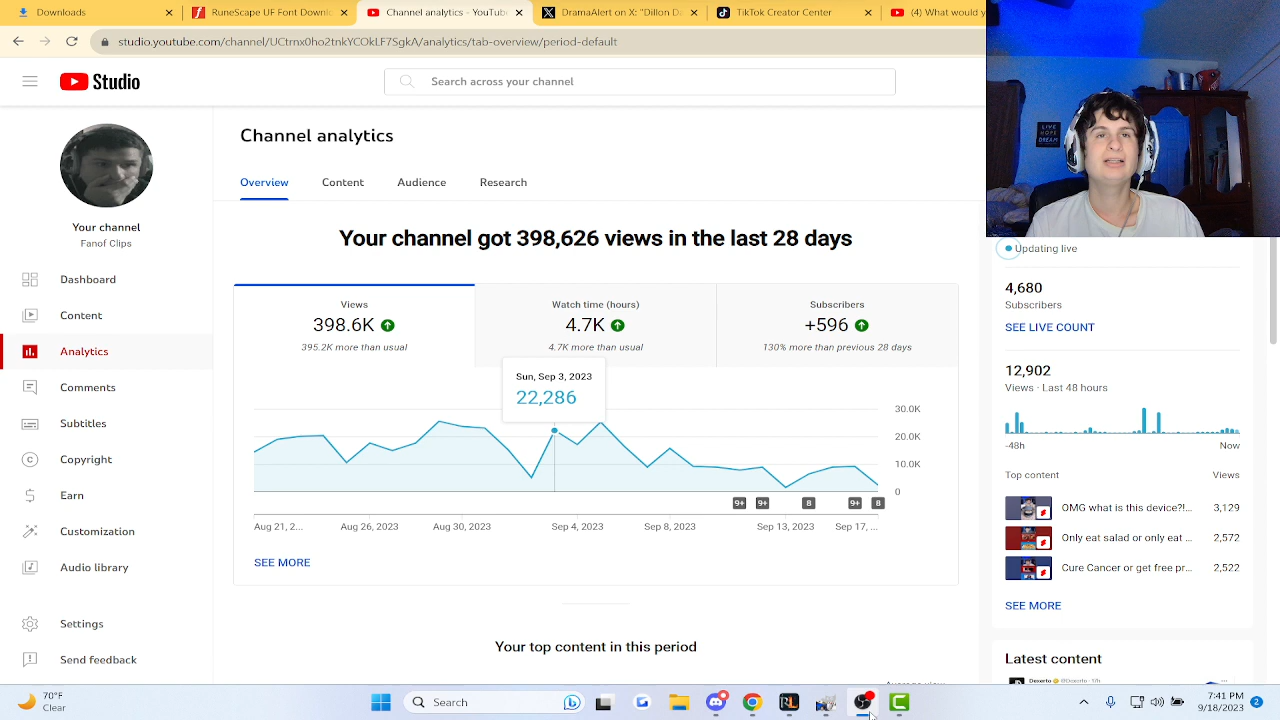 Downloads
RuneScape Front Downlo
Channel analytics - YouTube
DramaAlert on X: "Dillon D
TikTok Creator Center
(4) What would y
studio.youtube.com/channel/UCfm0Dho2tnkYCOkLF7SgkA/analytics/tab-overview/period-default
Studio
Search across your channel
Channel analytics
Overview
Content
Audience
Research
Your channel
Fanof Clips
Dashboard
Content
Analytics
Comments
Subtitles
Copyright
Earn
Customization
Audio library
Settings
Send feedback
Your channel got 398,626 views in the last 28 days
Views
398.6K
395.2K more than usual
Watch time (hours)
4.7K
4.7K more than usual
Subscribers
+596
130% more than previous 28 days
Sun, Sep 3, 2023
22,286
30.0K
20.0K
10.0K
0
9+
9+
8
9+
8
Aug 21, 2...
Aug 26, 2023
Aug 30, 2023
Sep 4, 2023
Sep 8, 2023
Sep 13, 2023
Sep 17, ...
SEE MORE
Your top content in this period
LIVE
HOPE
DREAM
Updating live
4,680
Subscribers
SEE LIVE COUNT
12,902
Views · Last 48 hours
-48h
Now
Top content
Views
OMG what is this device?!...
3,129
Only eat salad or only eat ...
2,572
Cure Cancer or get free pr...
2,522
SEE MORE
Latest content
Dexerto
@Dexerto · 17h
70°F
Clear
Search
7:41 PM
9/18/2023
2